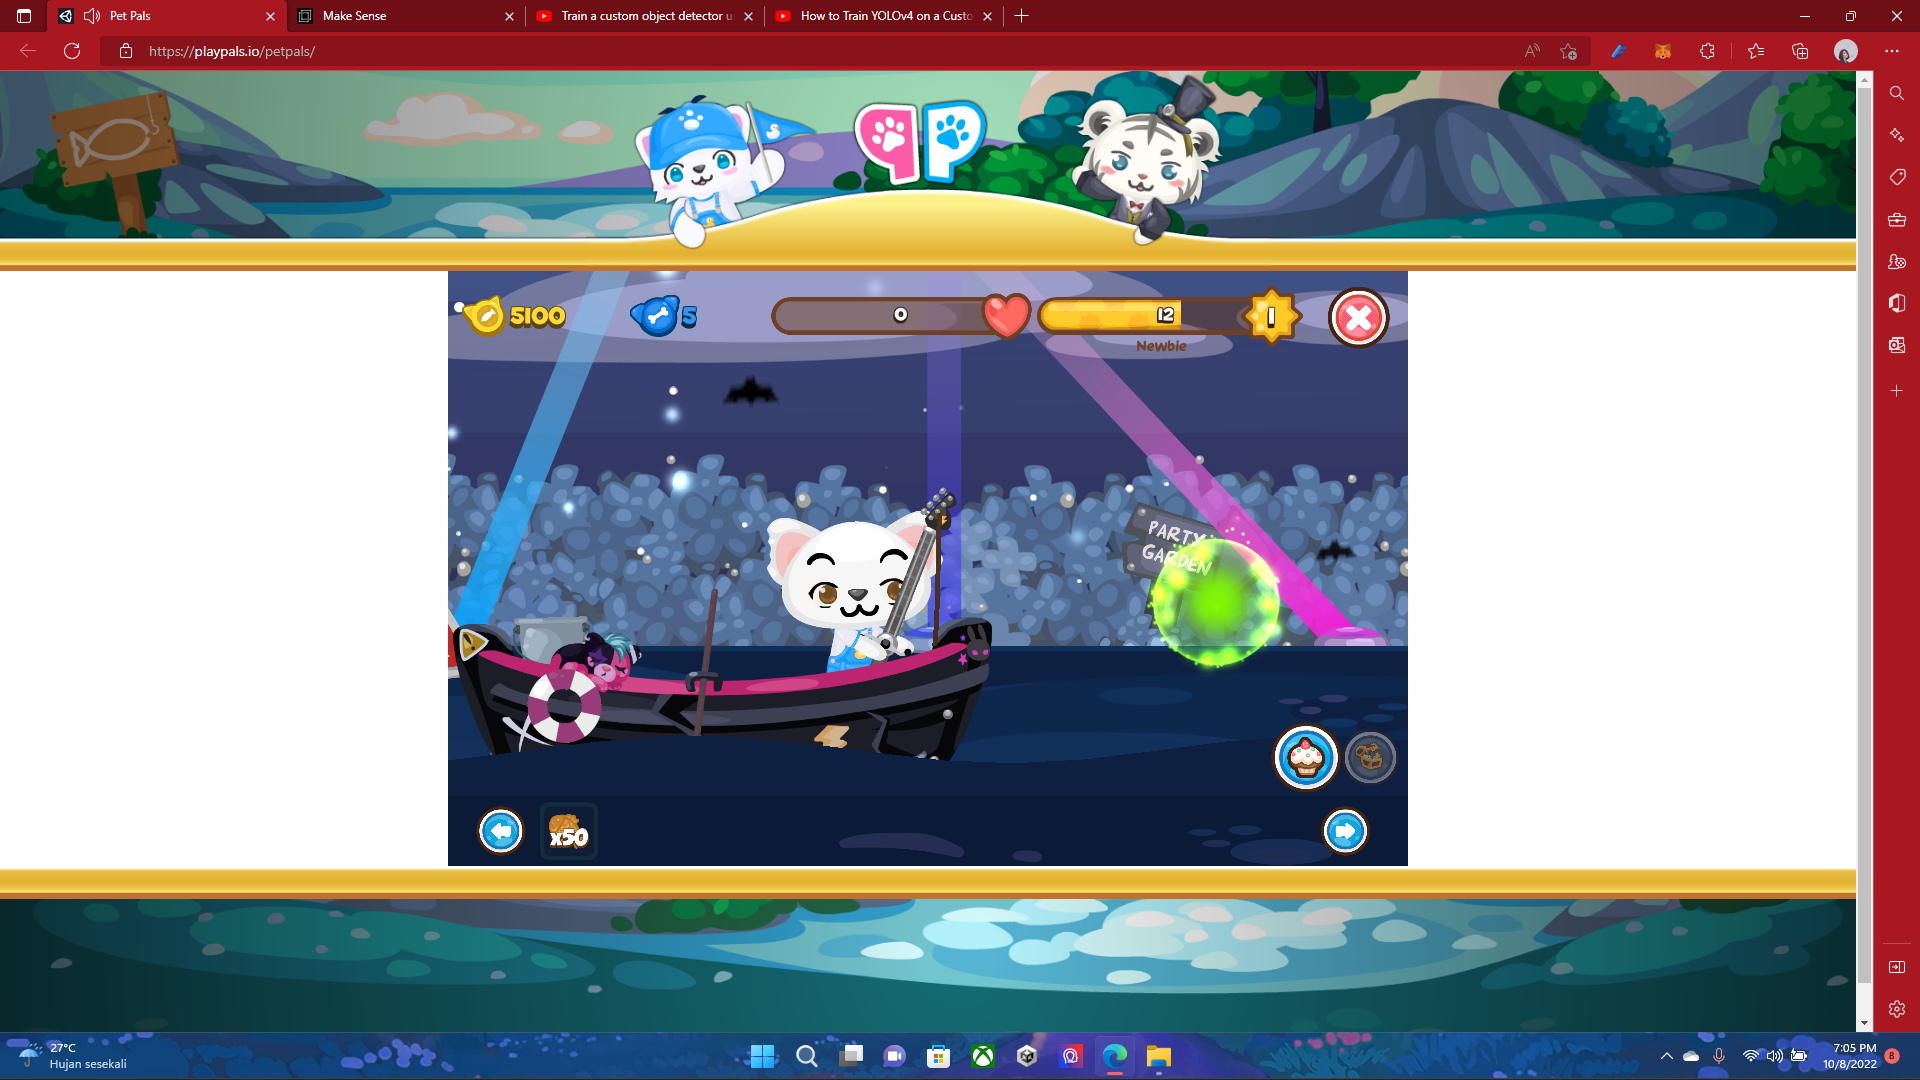 Pet Pals
Make Sense
Train a custom object detector u
How to Train YOLOv4 on a Custo
https://playpals.io/petpals/
5100
5
0
12
1
Newbie
PARTY
GARDEN
x50
27°C
Hujan sesekali
7:05 PM
10/8/2022
8